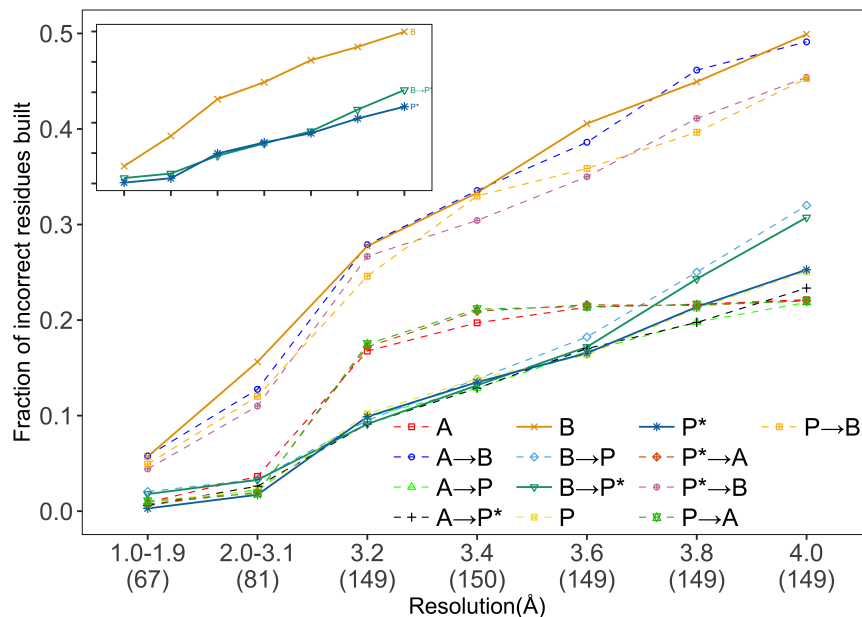 Fraction of incorrect residues built
0.5
0.4
0.3
0.2
0.1
0.0
B
B→P*
P*
A B P* P→B
A→B B→P P*→A
A→P B→P* P*→B
A→P* P P→A
1.0-1.9 2.0-3.1 3.2 3.4 3.6 3.8 4.0
(67) (81) (149) (150) (149) (149) (149)
Resolution(Å)